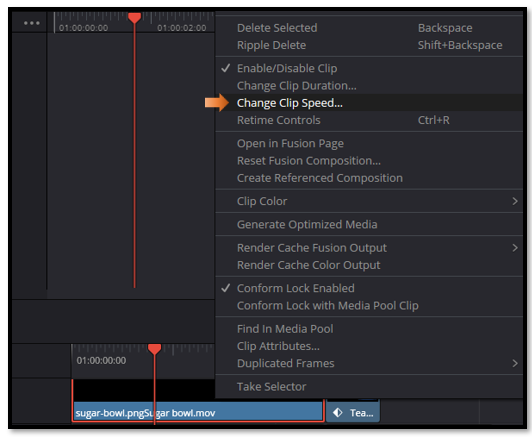 01:00:00:00 01:00:02:00
Delete Selected Backspace
Ripple Delete Shift+Backspace
Enable/Disable Clip
Change Clip Duration...
Change Clip Speed...
Retime Controls Ctrl+R
Open in Fusion Page
Reset Fusion Composition...
Create Referenced Composition
Clip Color
Generate Optimized Media
Render Cache Fusion Output
Render Cache Color Output
Conform Lock Enabled
Conform Lock with Media Pool Clip
Find In Media Pool
Clip Attributes...
Duplicated Frames
Take Selector
01:00:00:00
sugar-bowl.pngSugar bowl.mov
Tea...